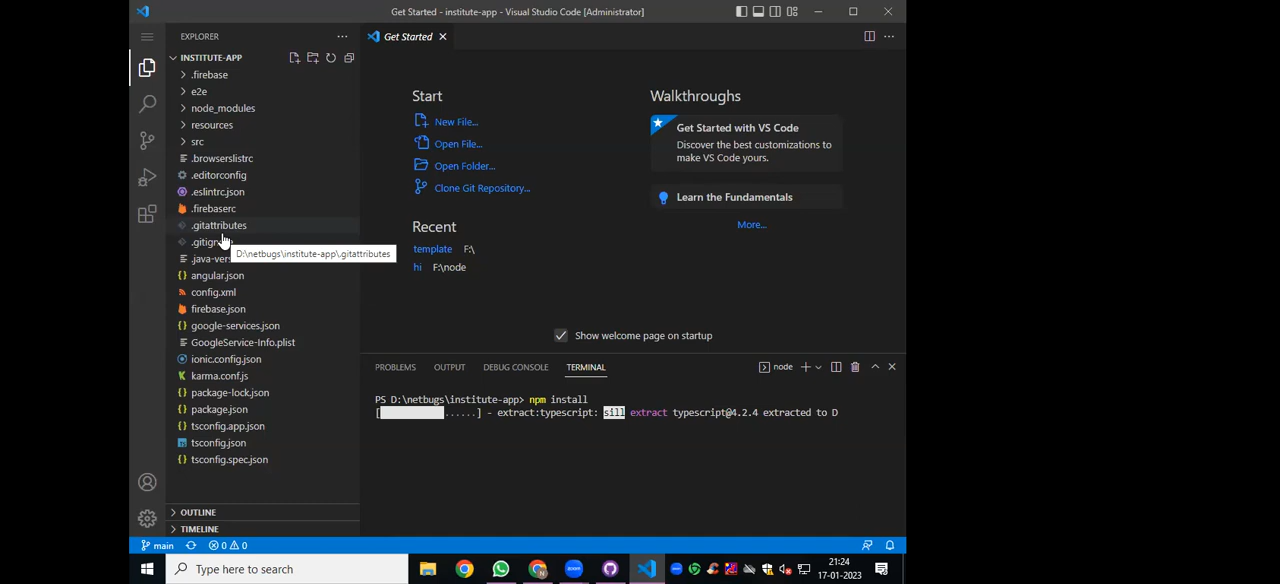 Get Started - institute-app - Visual Studio Code [Administrator]
EXPLORER
INSTITUTE-APP
.firebase
e2e
node_modules
resources
src
.browserslistrc
.editorconfig
.eslintrc.json
.firebaserc
.gitattributes
D:\netbugs\institute-app\.gitattributes
angular.json
config.xml
firebase.json
google-services.json
GoogleService-Info.plist
ionic.config.json
karma.conf.js
package-lock.json
package.json
tsconfig.app.json
tsconfig.json
tsconfig.spec.json
OUTLINE
TIMELINE
Get Started
Start
New File...
Open File...
Open Folder...
Clone Git Repository...
Recent
template F:\
hi F:\node
Walkthroughs
Get Started with VS Code
Discover the best customizations to
make VS Code yours.
Learn the Fundamentals
More...
Show welcome page on startup
PROBLEMS OUTPUT DEBUG CONSOLE TERMINAL node
PS D:\netbugs\institute-app> npm install
[ ......] - extract:typescript: sill extract typescript@4.2.4 extracted to D
main 0 0
Type here to search
21:24
17-01-2023